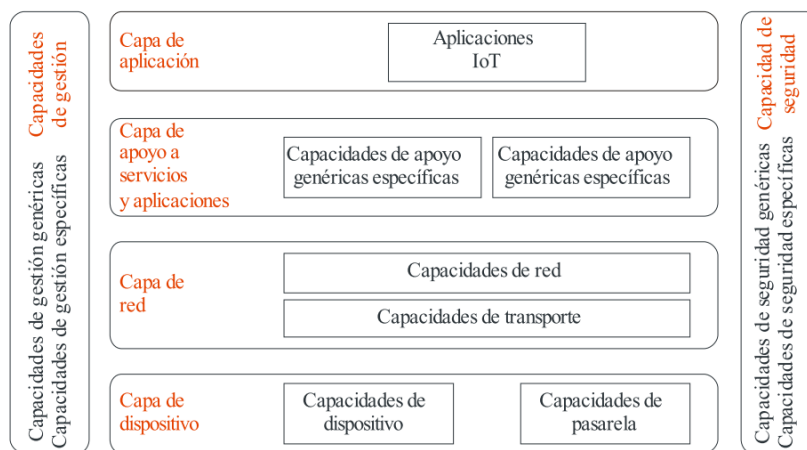 Capacidades
de gestión
Capacidades de gestión genéricas
Capacidades de gestión específicas
Capa de
aplicación
Aplicaciones
IoT
Capa de
apoyo a
servicios
y aplicaciones
Capacidades de apoyo
genéricas específicas
Capacidades de apoyo
genéricas específicas
Capa de
red
Capacidades de red
Capacidades de transporte
Capa de
dispositivo
Capacidades de
dispositivo
Capacidades de
pasarela
Capacidad de
seguridad
Capacidades de seguridad genéricas
Capacidades de seguridad específicas